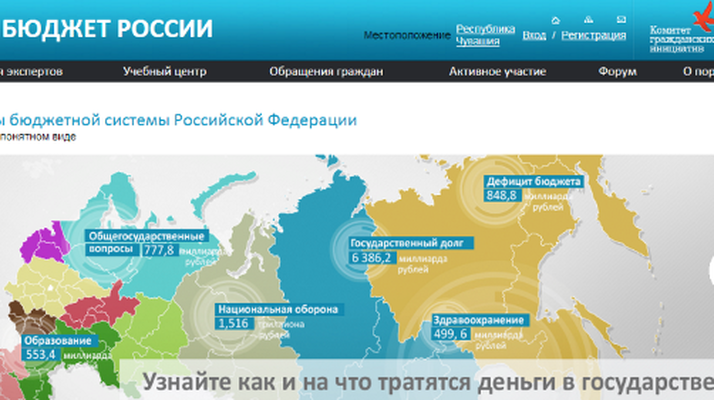 БЮДЖЕТ РОССИИ
Местоположение
Республика
Чувашия
Вход / Регистрация
Комитет
гражданских
инициатив
я экспертов Учебный центр Обращения граждан Активное участие Форум О пор
ы бюджетной системы Российской Федерации
понятном виде
Дефицит бюджета
848,8 миллиарда
рублей
Общегосударственные
вопросы 777,8 миллиарда
рублей
Государственный долг
6 386,2 миллиарда
рублей
Национальная оборона
1,516 триллиона
рублей
Здравоохранение
499,6 миллиарда
рублей
Образование
553,4 миллиарда
Узнайте как и на что тратятся деньги в государстве